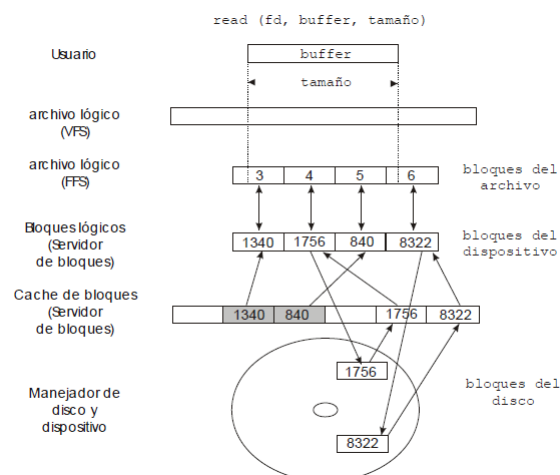 read (fd, buffer, tamaño)
Usuario
buffer
tamaño
archivo lógico
(VFS)
archivo lógico
(FFS)
3 4 5 6
bloques del
archivo
Bloques lógicos
(Servidor
de bloques)
1340 1756 840 8322
bloques del
dispositivo
Cache de bloques
(Servidor
de bloques)
1340 840 1756 8322
Manejador de
disco y
dispositivo
1756
8322
bloques del
disco